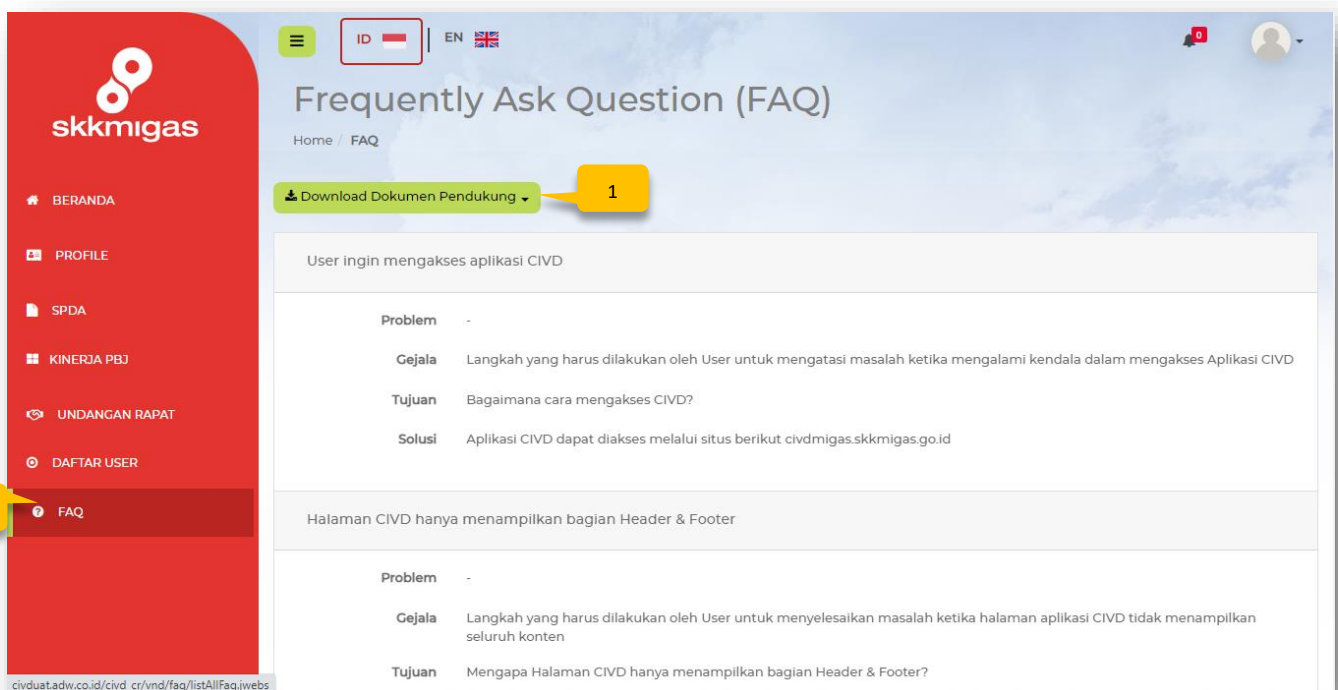 skkmigas
BERANDA
PROFILE
SPDA
KINERJA PBJ
UNDANGAN RAPAT
DAFTAR USER
FAQ
civduat.adw.co.id/civd_cr/vnd/faq/listAllFaq.jwebs
ID
EN
0
Frequently Ask Question (FAQ)
Home / FAQ
Download Dokumen Pendukung
1
User ingin mengakses aplikasi CIVD
Problem -
Gejala Langkah yang harus dilakukan oleh User untuk mengatasi masalah ketika mengalami kendala dalam mengakses Aplikasi CIVD
Tujuan Bagaimana cara mengakses CIVD?
Solusi Aplikasi CIVD dapat diakses melalui situs berikut civdmigas.skkmigas.go.id
Halaman CIVD hanya menampilkan bagian Header & Footer
Problem -
Gejala Langkah yang harus dilakukan oleh User untuk menyelesaikan masalah ketika halaman aplikasi CIVD tidak menampilkan
seluruh konten
Tujuan Mengapa Halaman CIVD hanya menampilkan bagian Header & Footer?